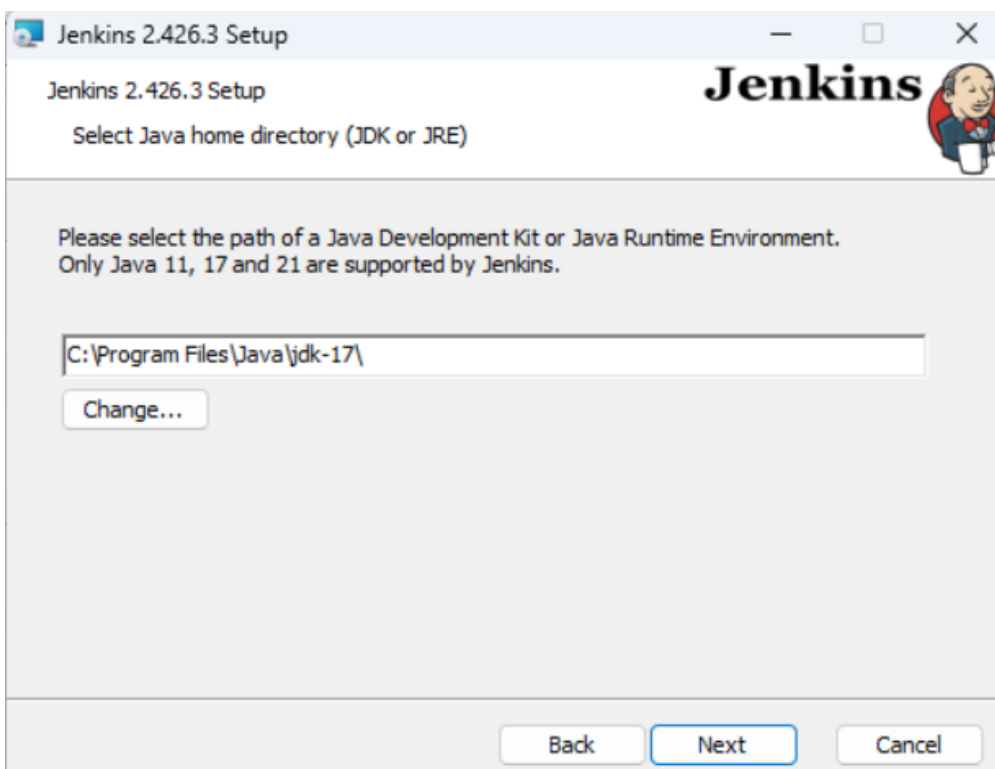 Jenkins 2.426.3 Setup
Jenkins 2.426.3 Setup
Jenkins
Select Java home directory (JDK or JRE)
Please select the path of a Java Development Kit or Java Runtime Environment.
Only Java 11, 17 and 21 are supported by Jenkins.
C:\Program Files\Java\jdk-17\
Change...
Back
Next
Cancel